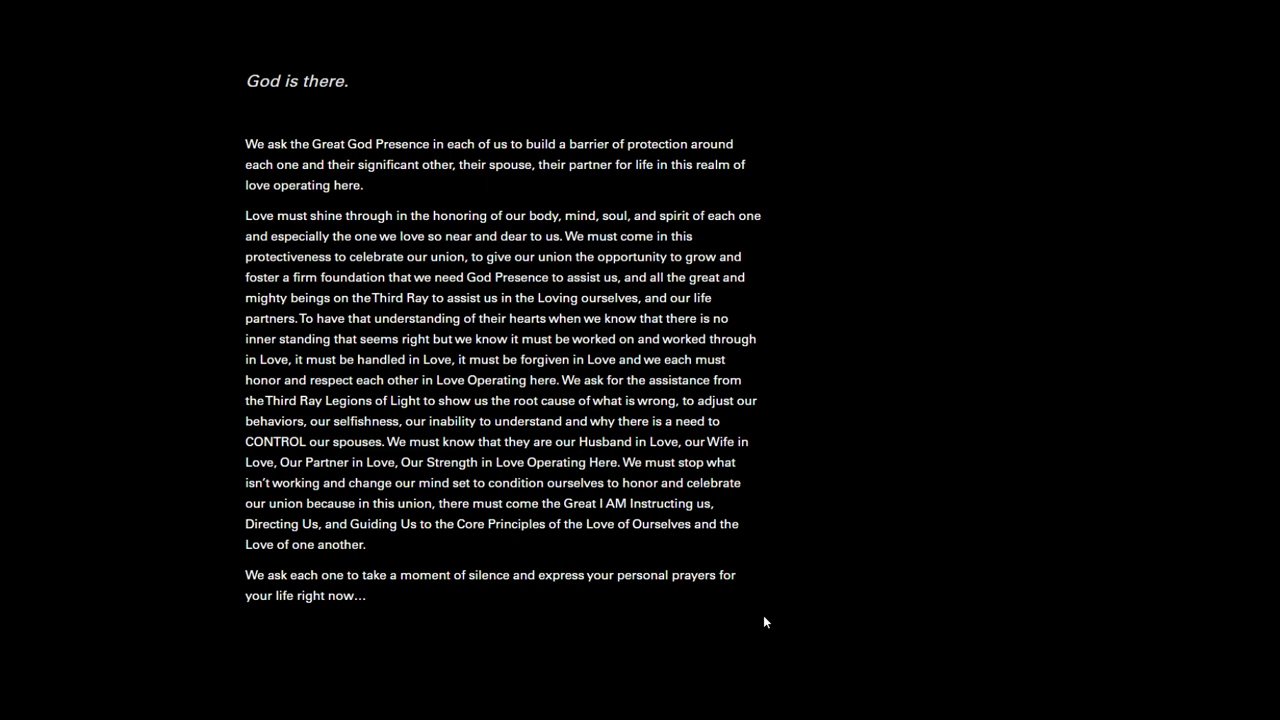 God is there.
We ask the Great God Presence in each of us to build a barrier of protection around
each one and their significant other, their spouse, their partner for life in this realm of
love operating here.
Love must shine through in the honoring of our body, mind, soul, and spirit of each one
and especially the one we love so near and dear to us. We must come in this
protectiveness to celebrate our union, to give our union the opportunity to grow and
foster a firm foundation that we need God Presence to assist us, and all the great and
mighty beings on the Third Ray to assist us in the Loving ourselves, and our life
partners. To have that understanding of their hearts when we know that there is no
inner standing that seems right but we know it must be worked on and worked through
in Love, it must be handled in Love, it must be forgiven in Love and we each must
honor and respect each other in Love Operating here. We ask for the assistance from
the Third Ray Legions of Light to show us the root cause of what is wrong, to adjust our
behaviors, our selfishness, our inability to understand and why there is a need to
CONTROL our spouses. We must know that they are our Husband in Love, our Wife in
Love, Our Partner in Love, Our Strength in Love Operating Here. We must stop what
isn't working and change our mind set to condition ourselves to honor and celebrate
our union because in this union, there must come the Great I AM Instructing us,
Directing Us, and Guiding Us to the Core Principles of the Love of Ourselves and the
Love of one another.
We ask each one to take a moment of silence and express your personal prayers for
your life right now…